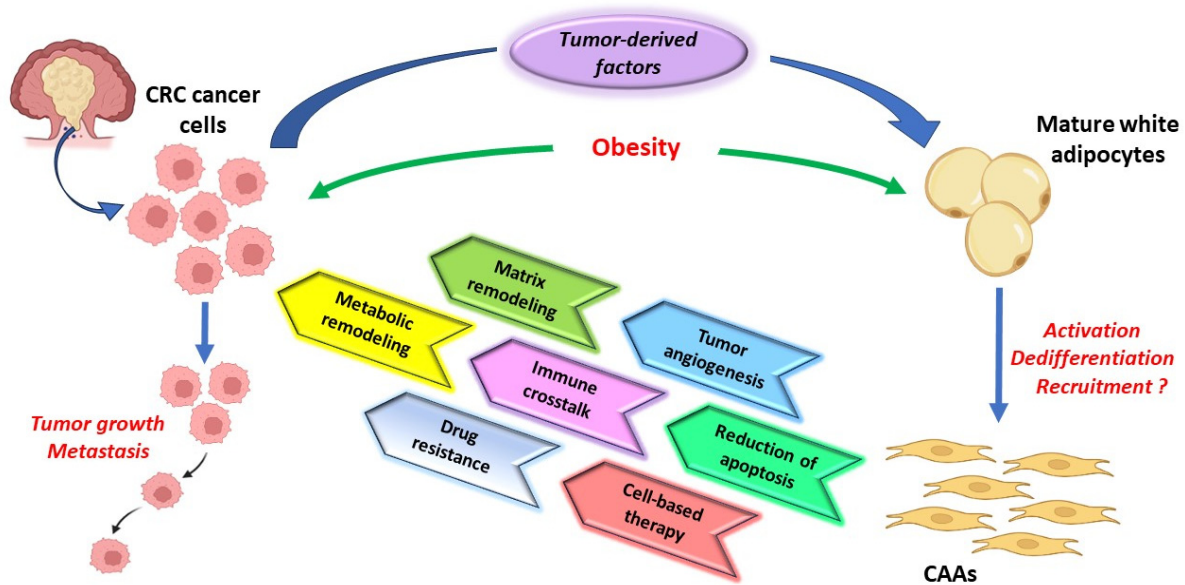 Tumor-derived
factors
CRC cancer
cells
Obesity
Mature white
adipocytes
Matrix
remodeling
Metabolic
remodeling
Tumor
angiogenesis
Immune
crosstalk
Drug
resistance
Reduction of
apoptosis
Cell-based
therapy
Activation
Dedifferentiation
Recruitment ?
Tumor growth
Metastasis
CAAs